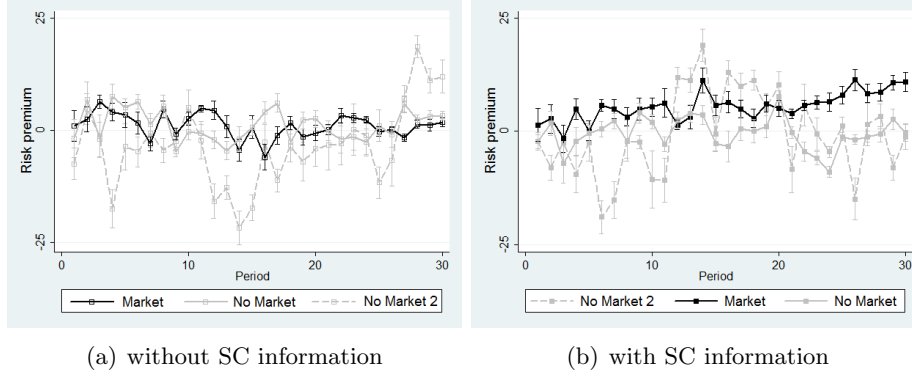 25
0
-25
Risk premium
0 10 20 30
Period
Market No Market No Market 2
25
0
-25
Risk premium
0 10 20 30
Period
No Market 2 Market No Market
(a) without SC information
(b) with SC information